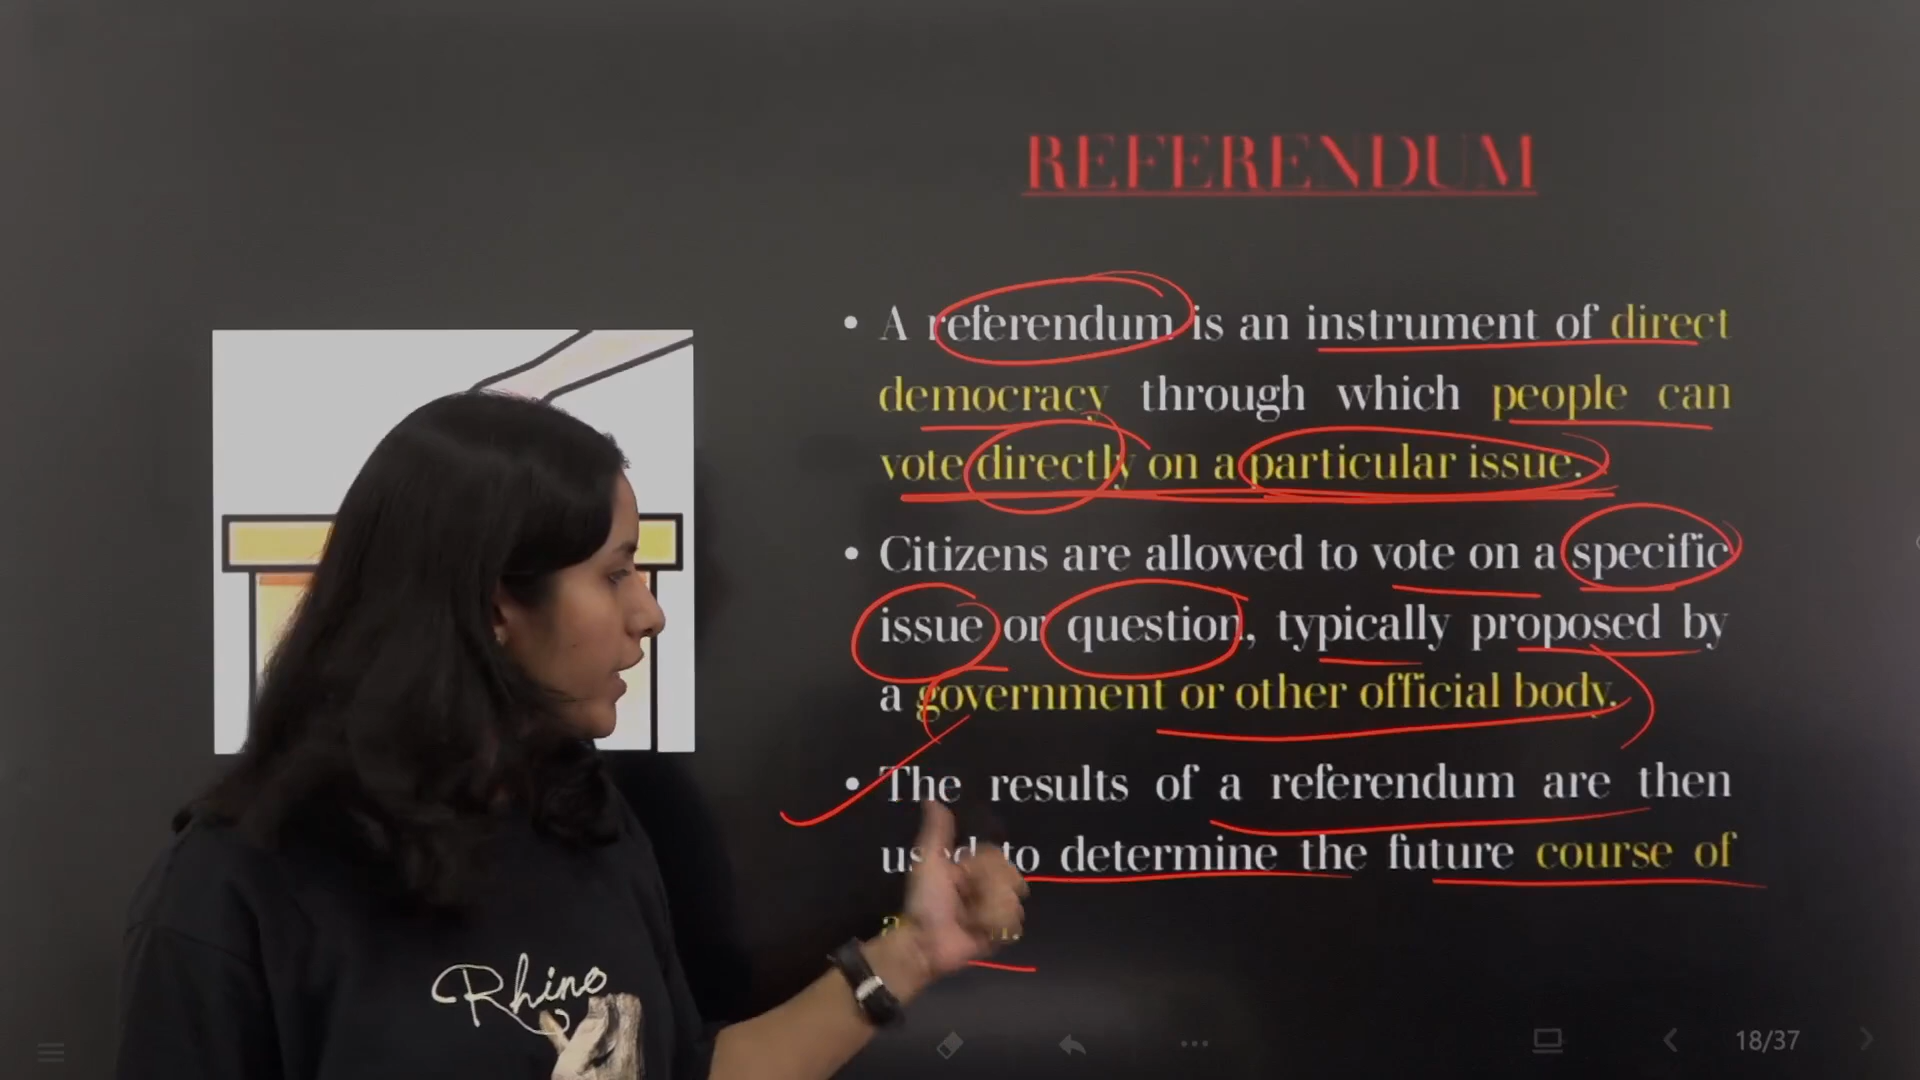 REFERENDUM
• A referendum is an instrument of direct
democracy through which people can
vote directly on a particular issue.
• Citizens are allowed to vote on a specific
issue or question, typically proposed by
a government or other official body.
• The results of a referendum are then
to determine the future course of
Rhino
18/37